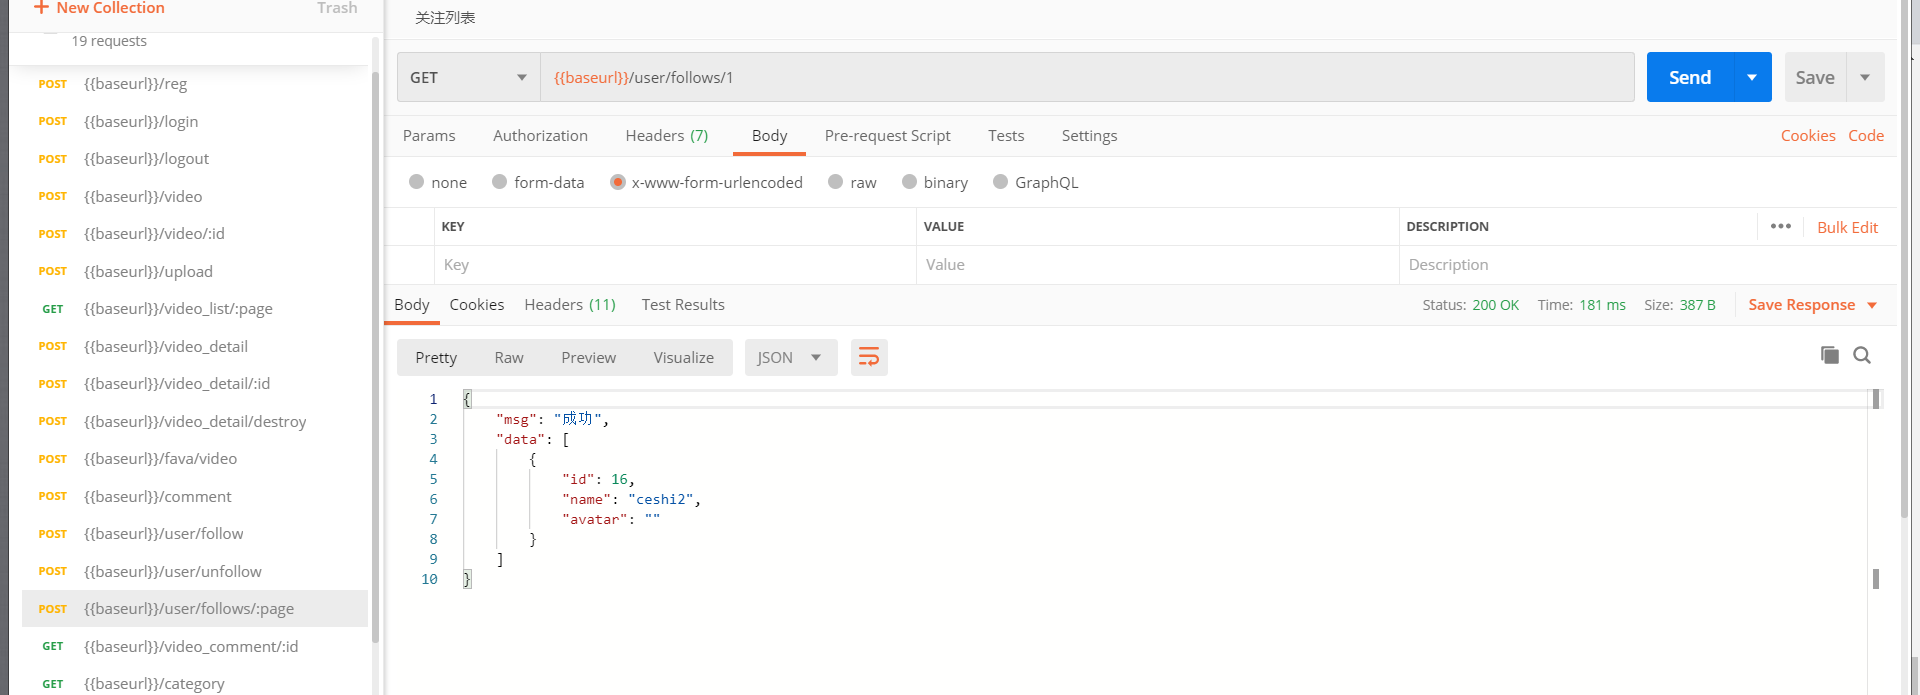 + New Collection
Trash
19 requests
POST {{baseurl}}/reg
POST {{baseurl}}/login
POST {{baseurl}}/logout
POST {{baseurl}}/video
POST {{baseurl}}/video/:id
POST {{baseurl}}/upload
GET {{baseurl}}/video_list/:page
POST {{baseurl}}/video_detail
POST {{baseurl}}/video_detail/:id
POST {{baseurl}}/video_detail/destroy
POST {{baseurl}}/fava/video
POST {{baseurl}}/comment
POST {{baseurl}}/user/follow
POST {{baseurl}}/user/unfollow
POST {{baseurl}}/user/follows/:page
GET {{baseurl}}/video_comment/:id
GET {{baseurl}}/category
关注列表
GET {{baseurl}}/user/follows/1 Send Save
Params Authorization Headers (7) Body Pre-request Script Tests Settings Cookies Code
none form-data x-www-form-urlencoded raw binary GraphQL
KEY VALUE DESCRIPTION ••• Bulk Edit
Key Value Description
Body Cookies Headers (11) Test Results Status: 200 OK Time: 181 ms Size: 387 B Save Response
Pretty Raw Preview Visualize JSON
1 {
2 "msg": "成功",
3 "data": [
4 {
5 "id": 16,
6 "name": "ceshi2",
7 "avatar": ""
8 }
9 ]
10 }